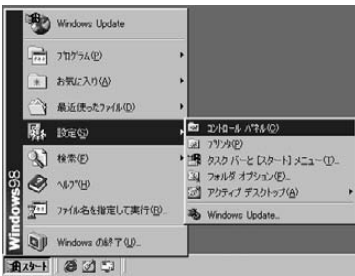 Windows Update
プログラム(P)
お気に入り(A)
最近使ったファイル(D)
設定(S)
検索(F)
ヘルプ(H)
ファイル名を指定して実行(R)...
Windows の終了(U)...
Windows98
コントロール パネル(C)
プリンタ(P)
タスク バーと [スタート] メニュー(T)...
フォルダ オプション(F)...
アクティブ デスクトップ(A)
Windows Update...
スタート